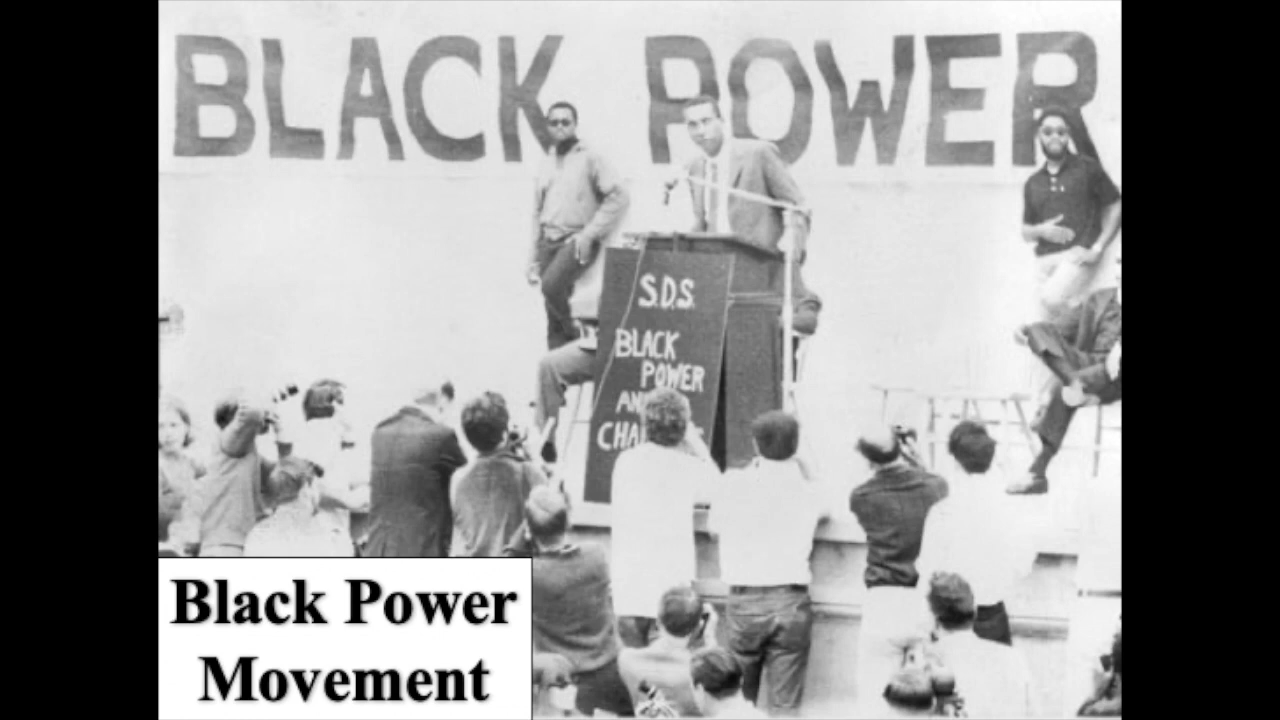 BLACK POWER
S.D.S.
BLACK
POWER
Black Power
Movement